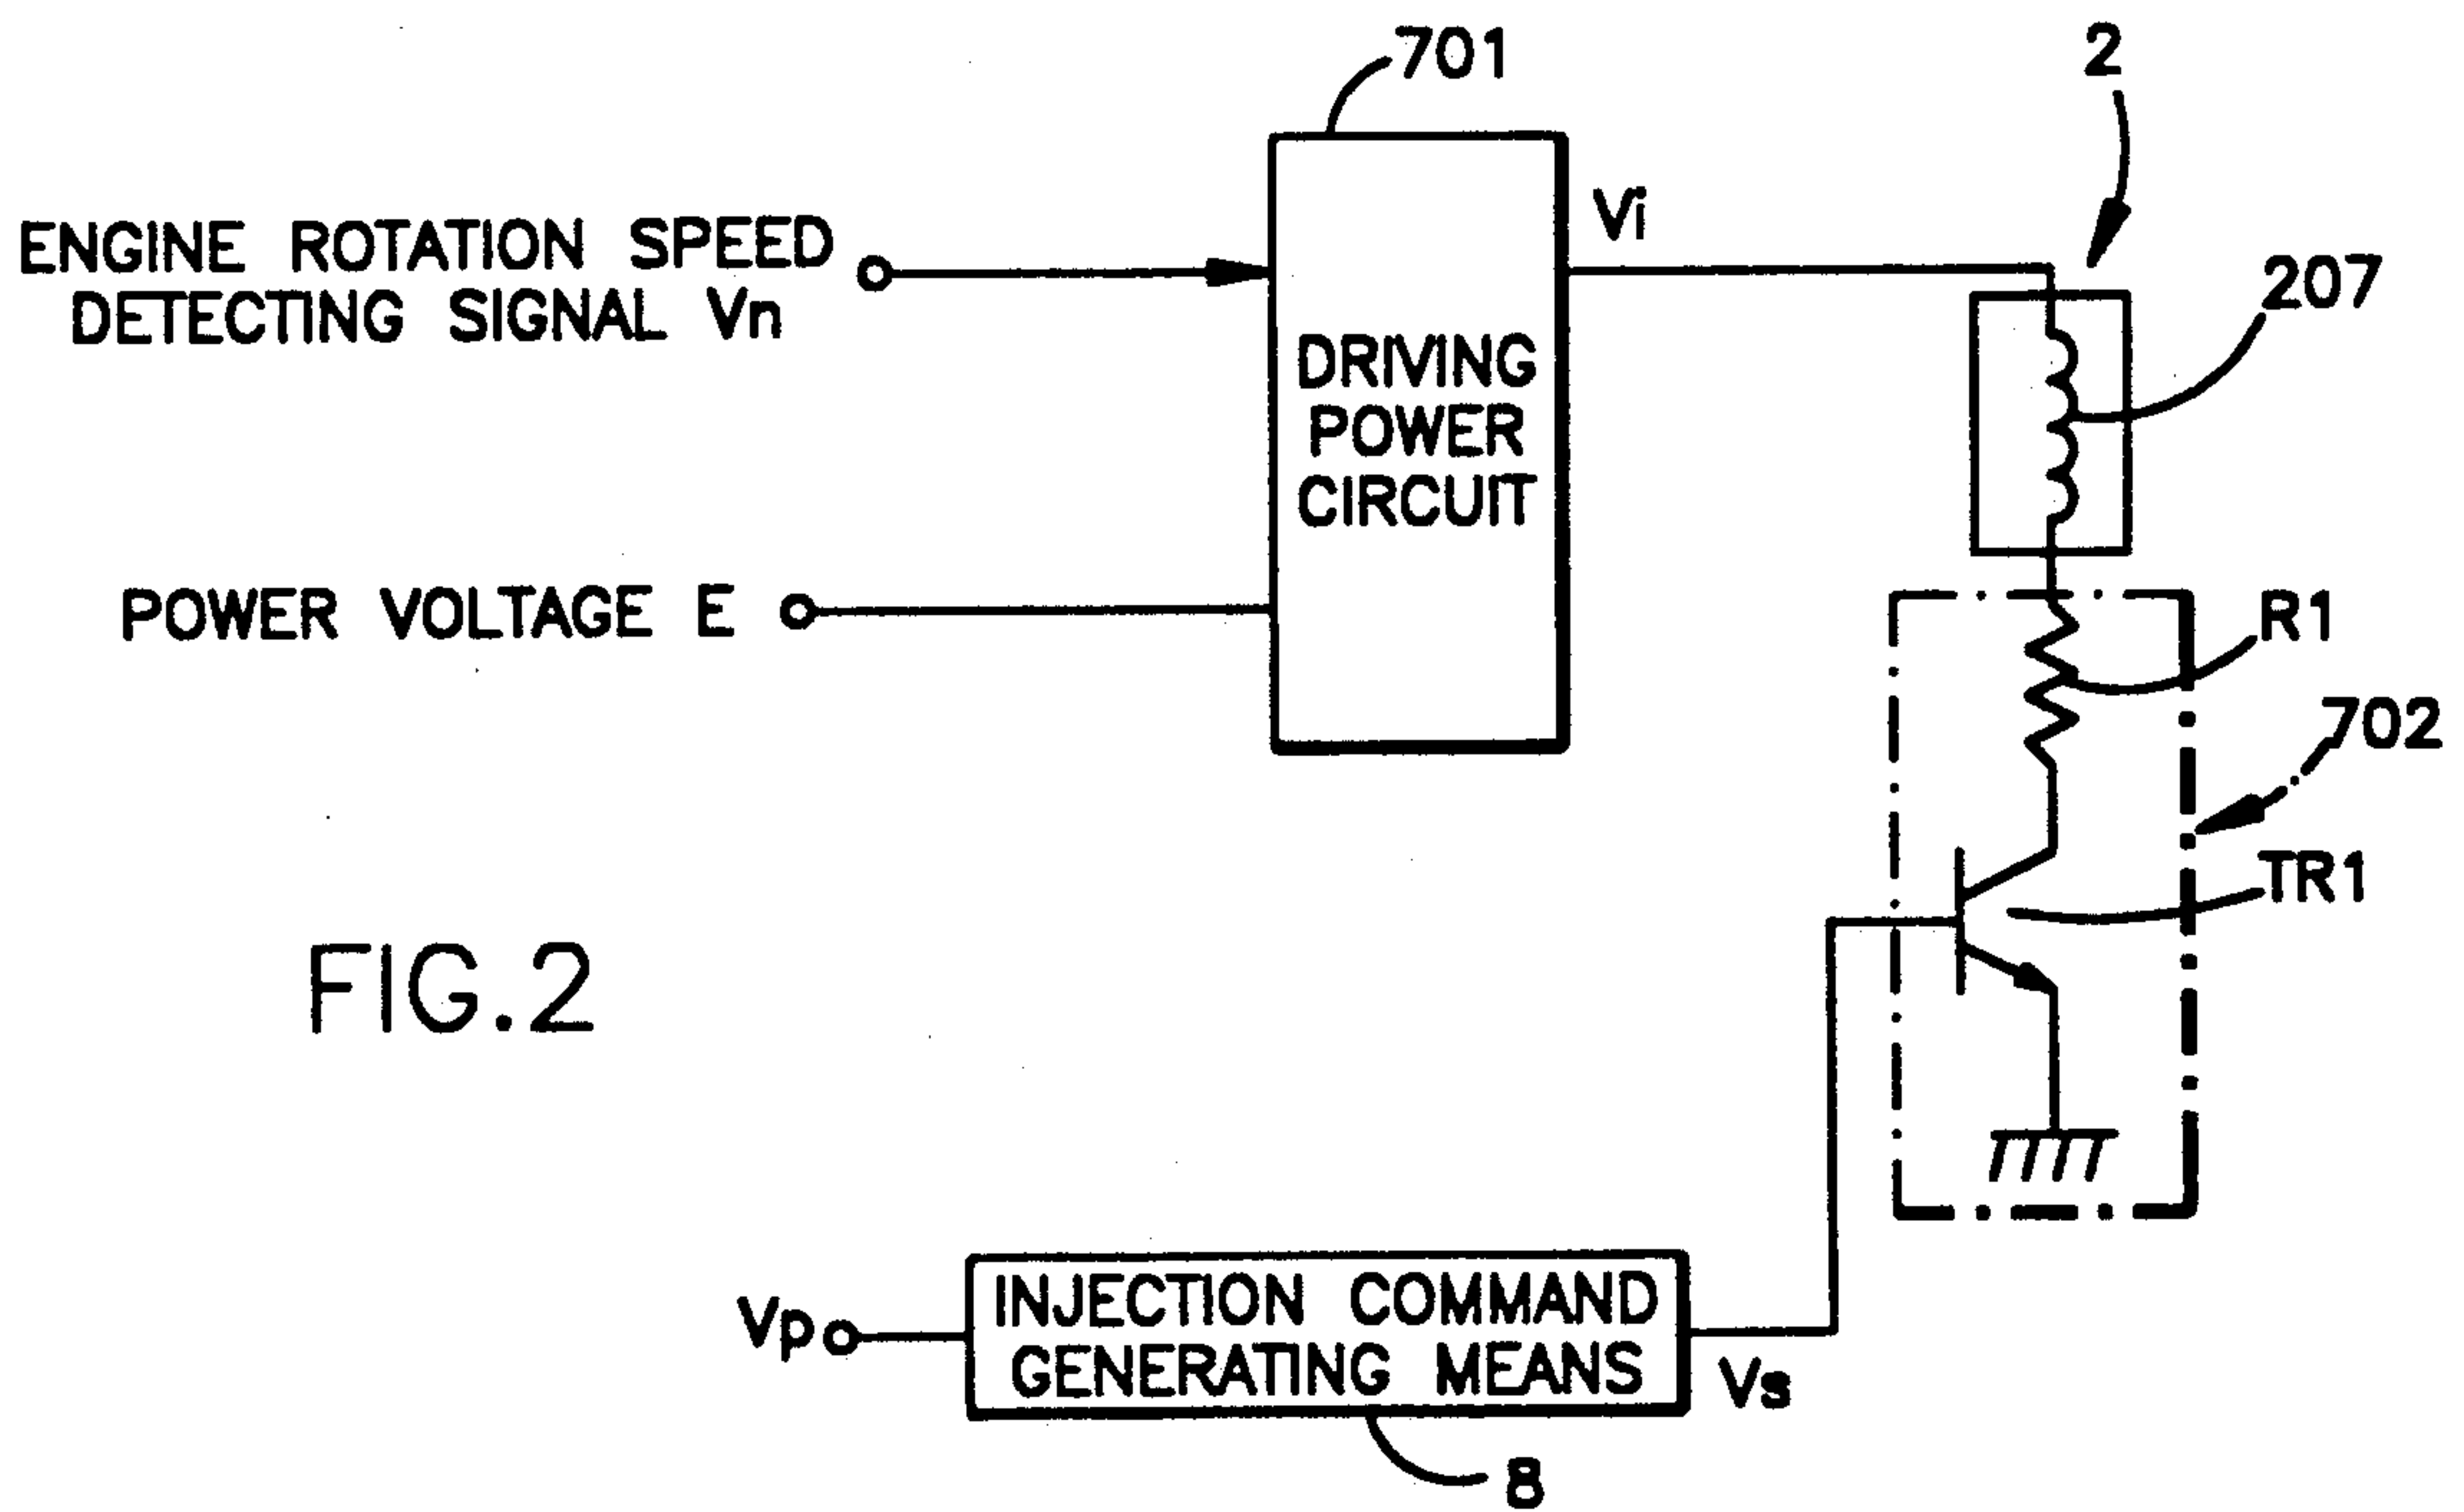 701
2
Vi
ENGINE ROTATION SPEED
DETECTING SIGNAL Vn
207
DRIVING
POWER
CIRCUIT
POWER VOLTAGE E
R1
702
TR1
FIG.2
INJECTION COMMAND
GENERATING MEANS
Vp
Vs
8